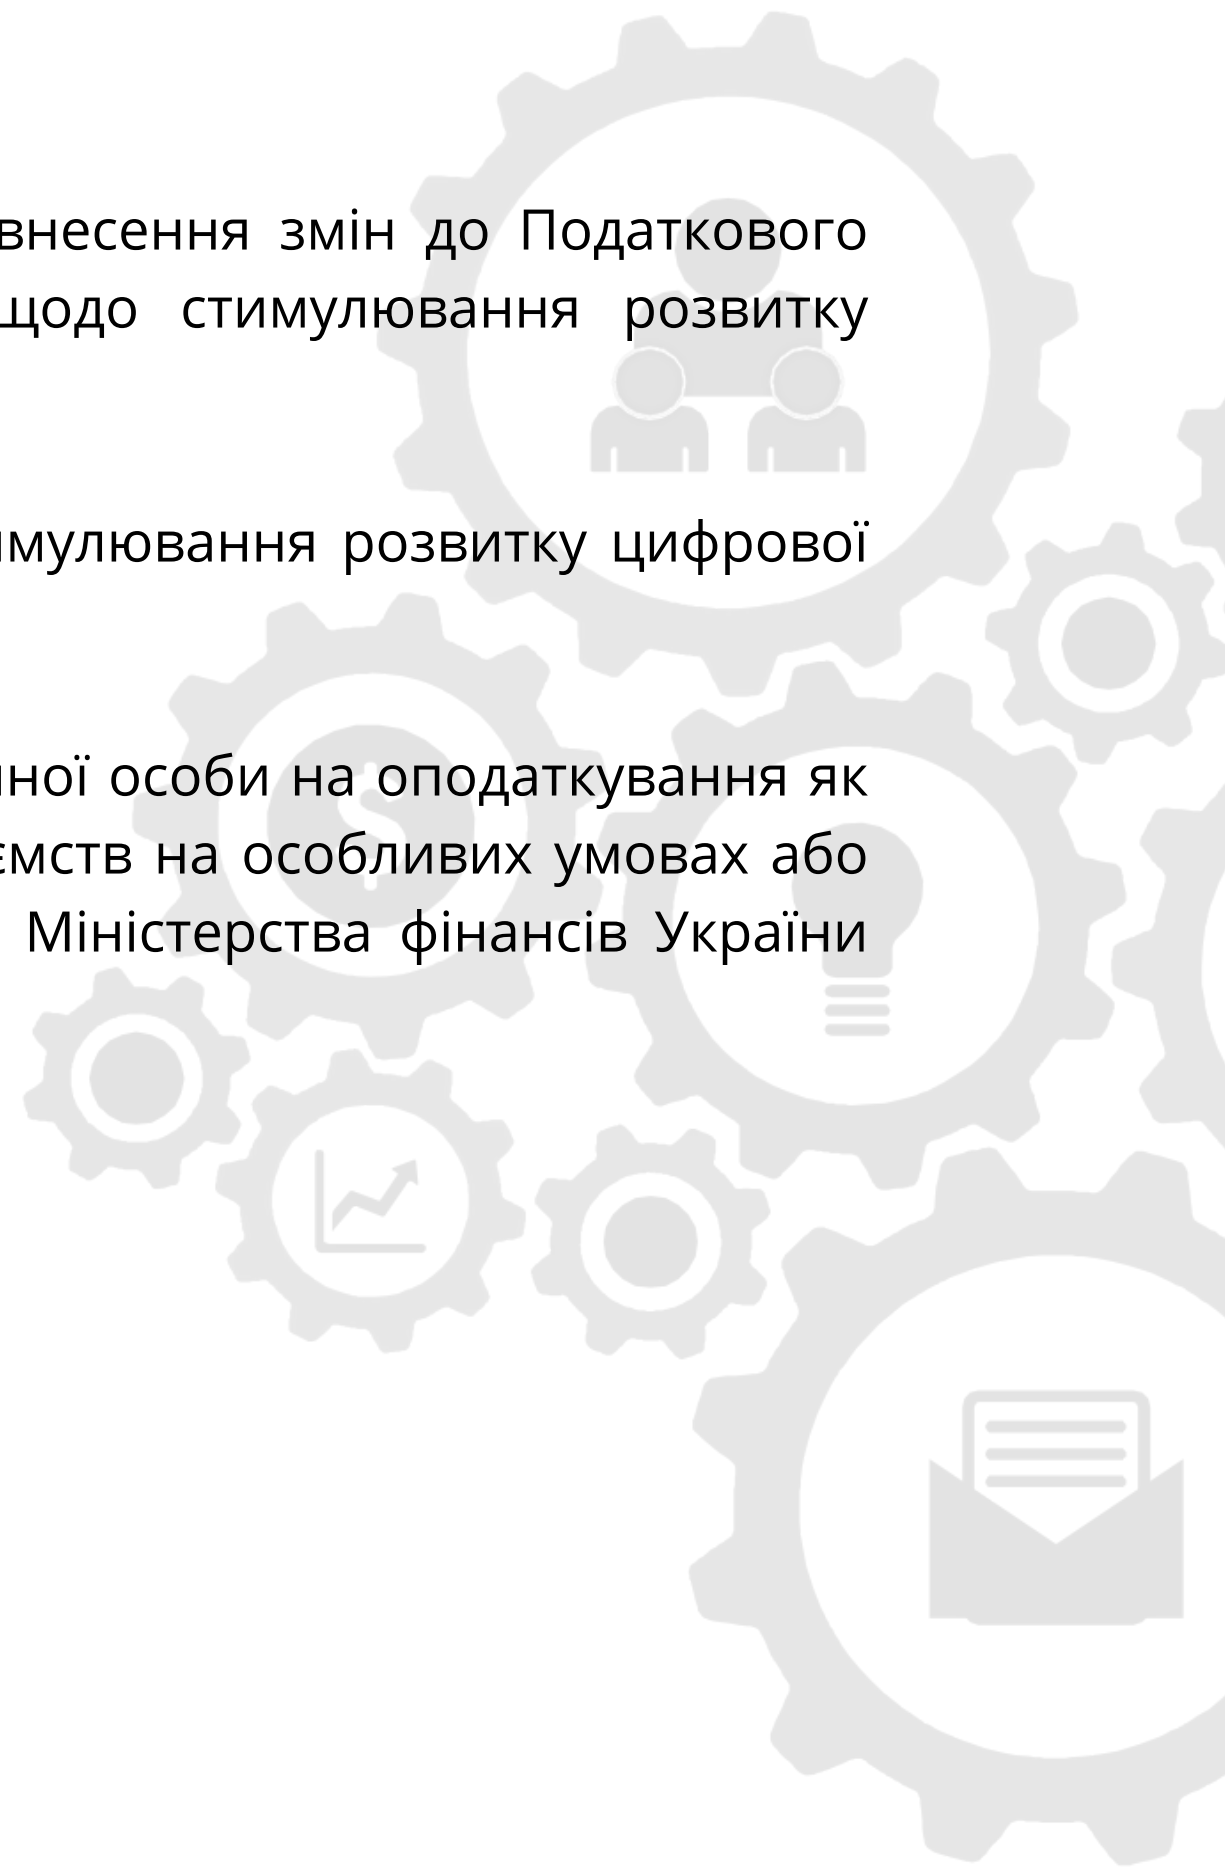 внесення змін до Податкового
щодо стимулювання розвитку
имулювання розвитку цифрової
ної особи на оподаткування як
ємств на особливих умовах або
Міністерства фінансів України